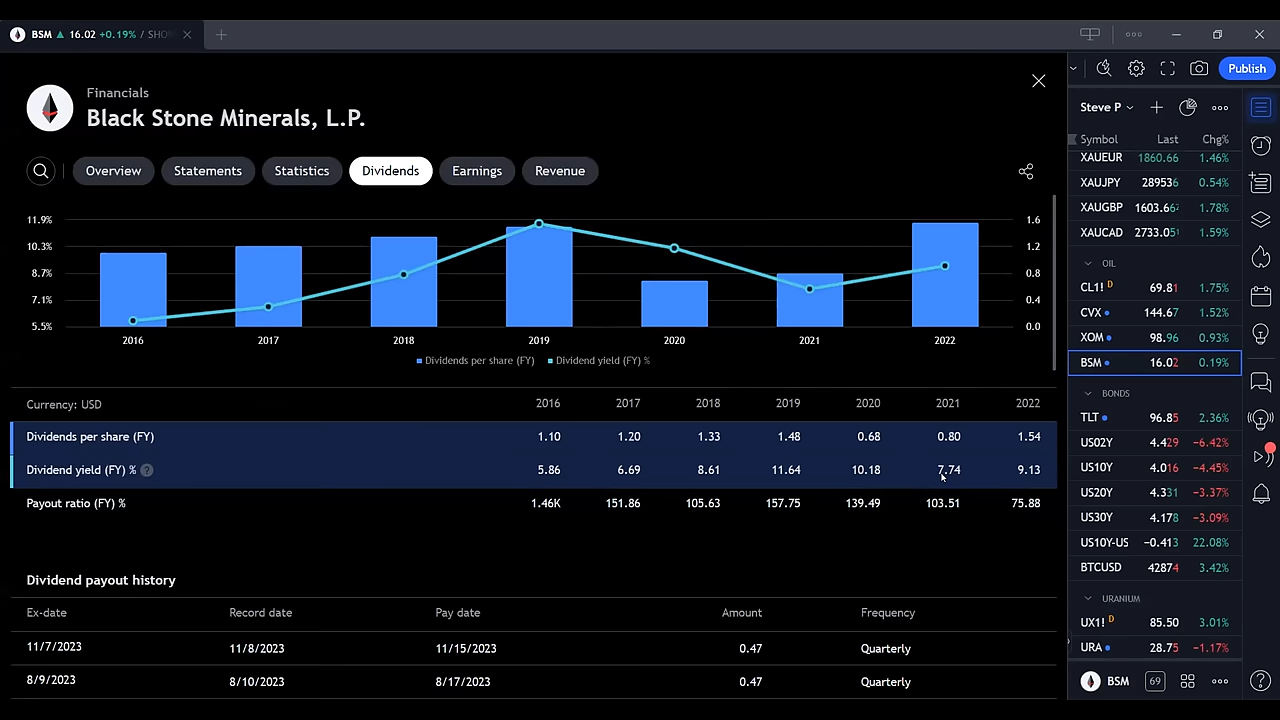 BSM ▲ 16.02 +0.19% / SHO
Financials
Black Stone Minerals, L.P.
Overview Statements Statistics Dividends Earnings Revenue
11.9% 1.6
10.3% 1.2
8.7% 0.8
7.1% 0.4
5.5% 0.0
2016 2017 2018 2019 2020 2021 2022
Dividends per share (FY) Dividend yield (FY) %
Currency: USD 2016 2017 2018 2019 2020 2021 2022
Dividends per share (FY) 1.10 1.20 1.33 1.48 0.68 0.80 1.54
Dividend yield (FY) % ? 5.86 6.69 8.61 11.64 10.18 7.74 9.13
Payout ratio (FY) % 1.46K 151.86 105.63 157.75 139.49 103.51 75.88
Dividend payout history
Ex-date Record date Pay date Amount Frequency
11/7/2023 11/8/2023 11/15/2023 0.47 Quarterly
8/9/2023 8/10/2023 8/17/2023 0.47 Quarterly
Publish
Steve P
Symbol Last Chg%
XAUEUR 1860.66 1.46%
XAUJPY 289536 0.54%
XAUGBP 1603.66² 1.78%
XAUCAD 2733.05¹ 1.59%
OIL
CL1! D 69.81 1.75%
CVX 144.67 1.52%
XOM 98.96 0.93%
BSM 16.02 0.19%
BONDS
TLT 96.85 2.36%
US02Y 4.429 −6.42%
US10Y 4.016 −4.45%
US20Y 4.331 −3.37%
US30Y 4.178 −3.09%
US10Y-US −0.413 22.08%
BTCUSD 42874 3.42%
URANIUM
UX1! D 85.50 3.01%
URA 28.75 −1.17%
BSM 69